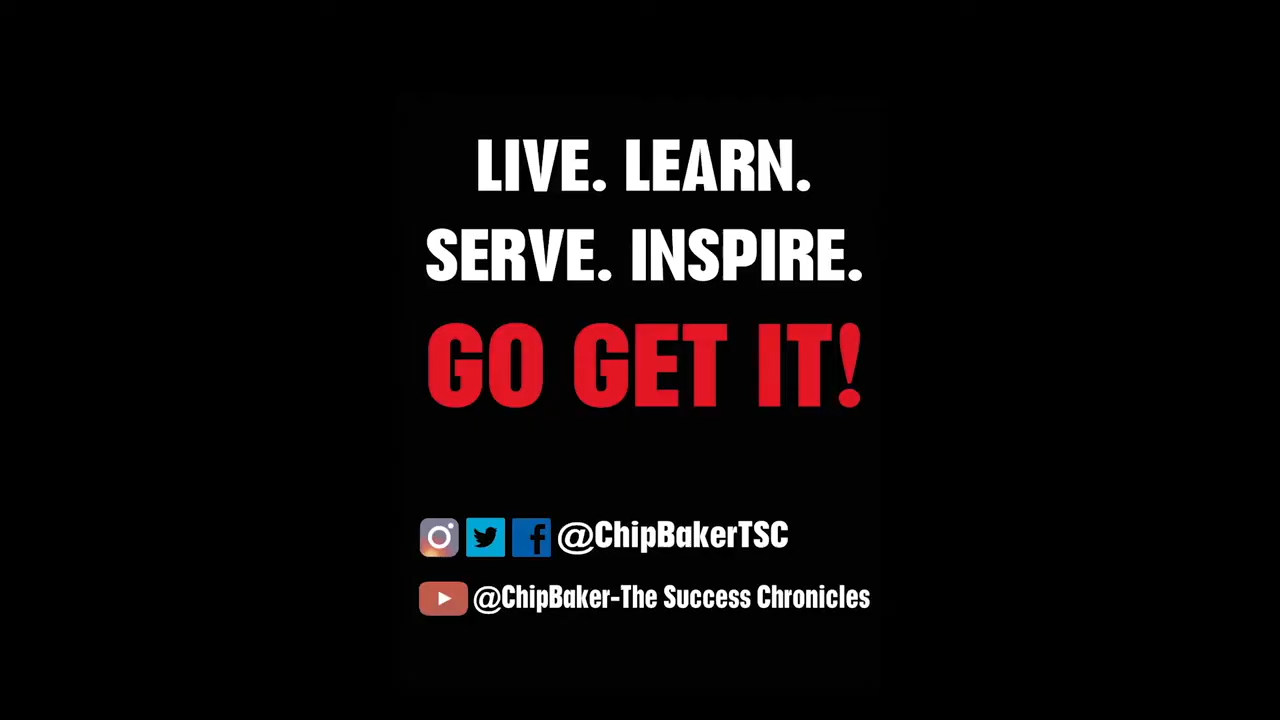 LIVE. LEARN.
SERVE. INSPIRE.
GO GET IT!
@ChipBakerTSC
@ChipBaker-The Success Chronicles